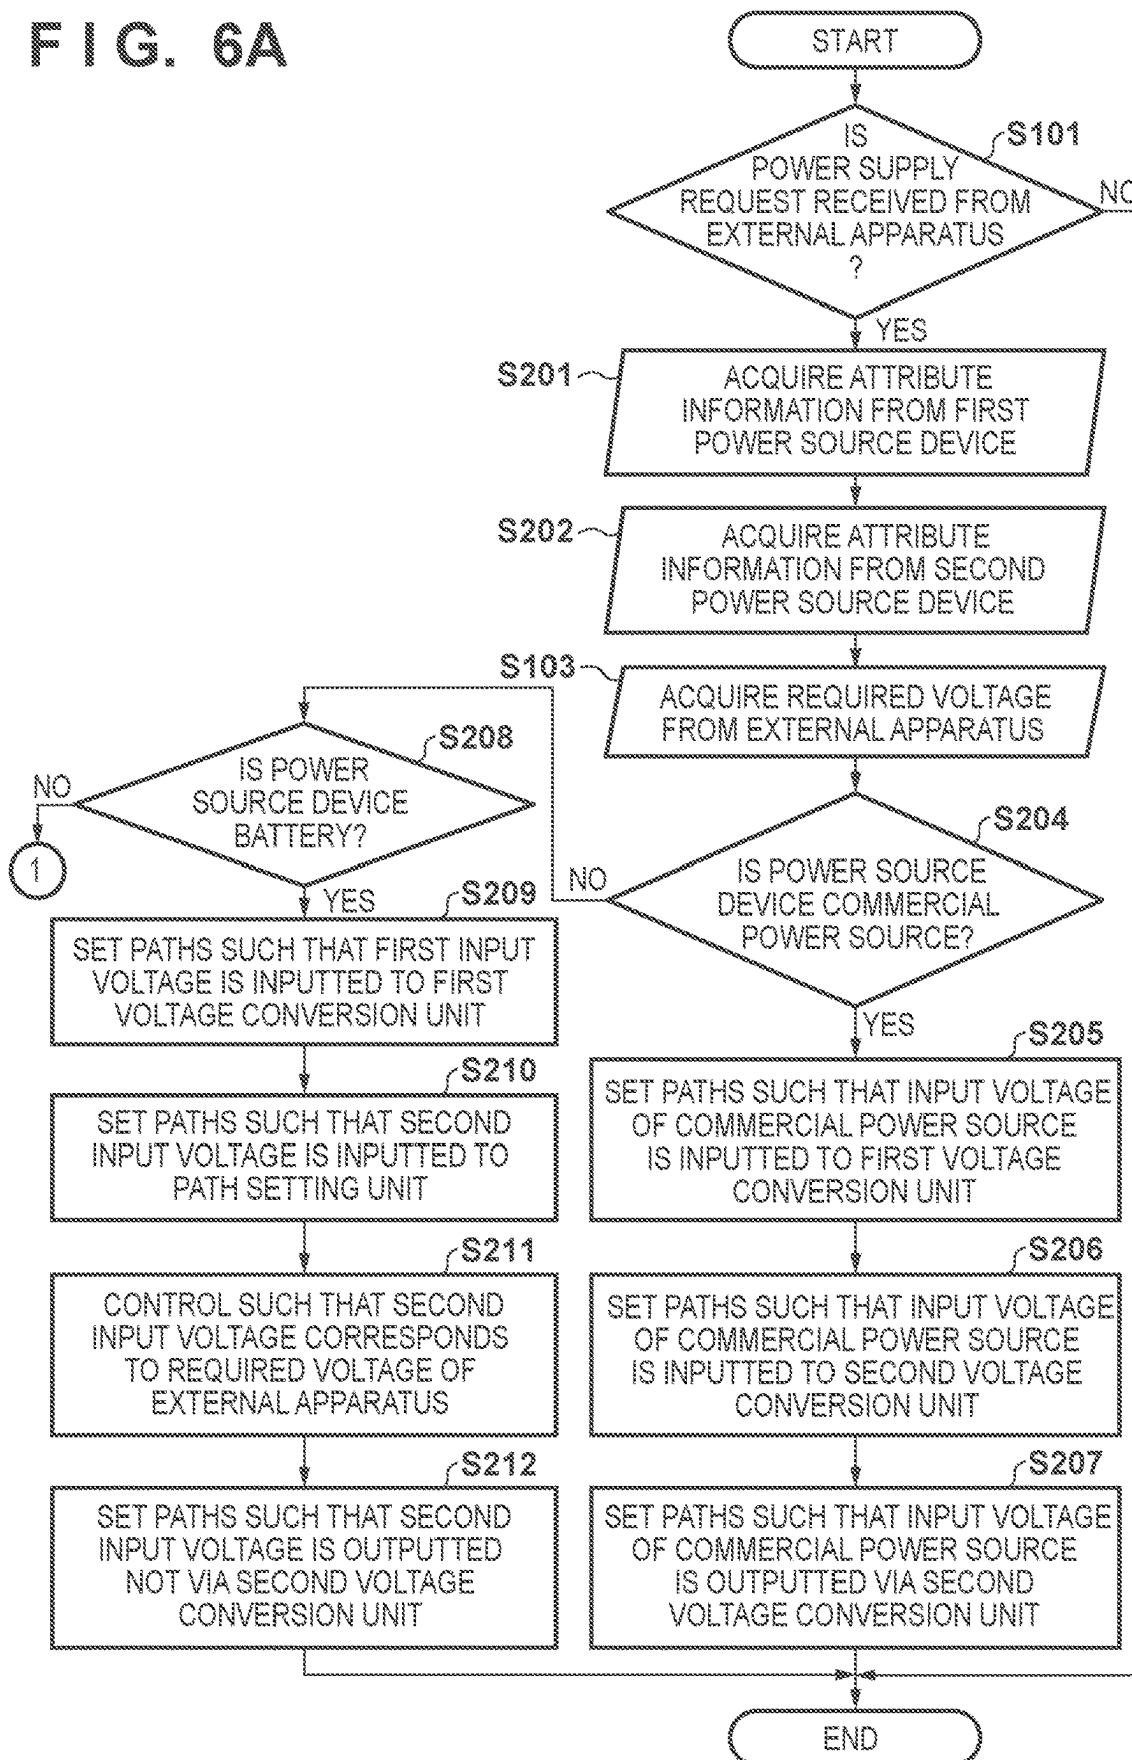 FIG. 6A
START
S101
IS
POWER SUPPLY
REQUEST RECEIVED FROM
EXTERNAL APPARATUS
?
NO
YES
S201
ACQUIRE ATTRIBUTE
INFORMATION FROM FIRST
POWER SOURCE DEVICE
S202
ACQUIRE ATTRIBUTE
INFORMATION FROM SECOND
POWER SOURCE DEVICE
S103
ACQUIRE REQUIRED VOLTAGE
FROM EXTERNAL APPARATUS
S204
IS POWER SOURCE
DEVICE COMMERCIAL
POWER SOURCE?
NO
YES
S205
SET PATHS SUCH THAT INPUT VOLTAGE
OF COMMERCIAL POWER SOURCE
IS INPUTTED TO FIRST VOLTAGE
CONVERSION UNIT
S206
SET PATHS SUCH THAT INPUT VOLTAGE
OF COMMERCIAL POWER SOURCE
IS INPUTTED TO SECOND VOLTAGE
CONVERSION UNIT
S207
SET PATHS SUCH THAT INPUT VOLTAGE
OF COMMERCIAL POWER SOURCE
IS OUTPUTTED VIA SECOND
VOLTAGE CONVERSION UNIT
S208
IS POWER
SOURCE DEVICE
BATTERY?
NO
1
YES
S209
SET PATHS SUCH THAT FIRST INPUT
VOLTAGE IS INPUTTED TO FIRST
VOLTAGE CONVERSION UNIT
S210
SET PATHS SUCH THAT SECOND
INPUT VOLTAGE IS INPUTTED TO
PATH SETTING UNIT
S211
CONTROL SUCH THAT SECOND
INPUT VOLTAGE CORRESPONDS
TO REQUIRED VOLTAGE OF
EXTERNAL APPARATUS
S212
SET PATHS SUCH THAT SECOND
INPUT VOLTAGE IS OUTPUTTED
NOT VIA SECOND VOLTAGE
CONVERSION UNIT
END